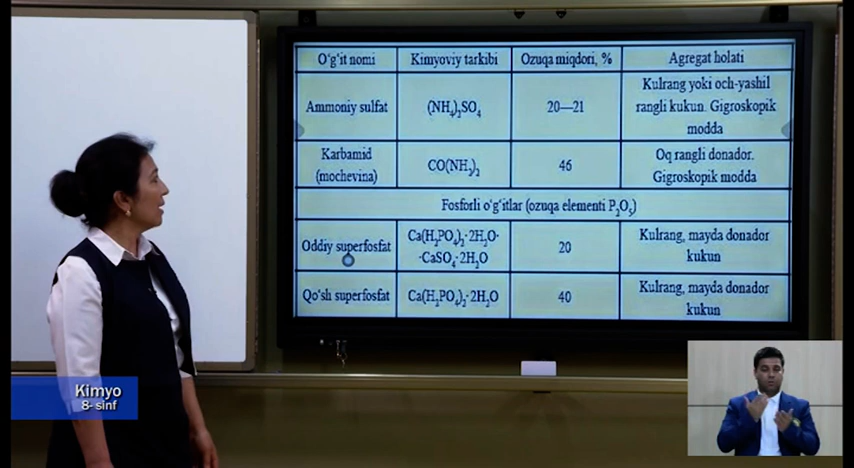 O‘g‘it nomi Kimyoviy tarkibi Ozuqa miqdori, % Agregat holati
Ammoniy sulfat (NH₄)₂SO₄ 20—21 Kulrang yoki och-yashil
rangli kukun. Gigroskopik
modda
Karbamid
(mochevina) CO(NH₂)₂ 46 Oq rangli donador.
Gigroskopik modda
Fosforli o‘g‘itlar (ozuqa elementi P₂O₅)
Oddiy superfosfat Ca(H₂PO₄)₂·2H₂O·
·CaSO₄·2H₂O 20 Kulrang, mayda donador
kukun
Qo‘sh superfosfat Ca(H₂PO₄)₂·2H₂O 40 Kulrang, mayda donador
kukun
Kimyo
8- sinf